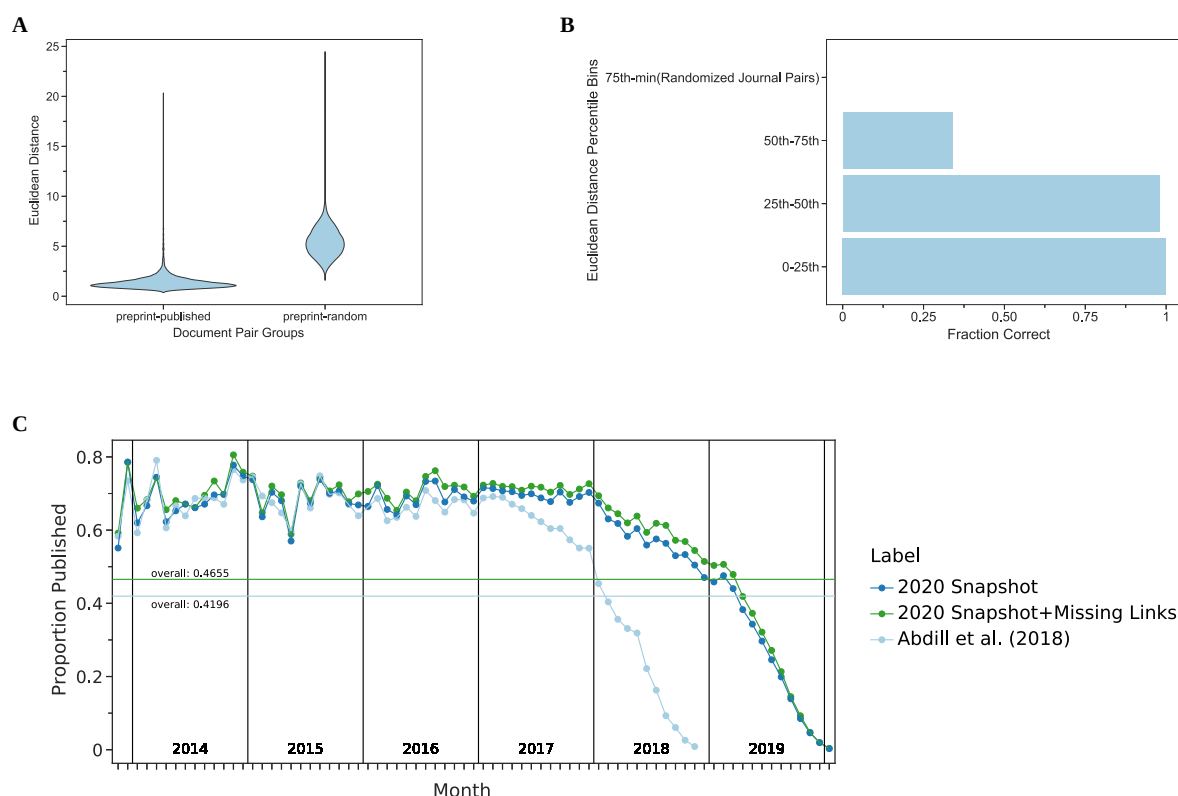 A
25
20
15
10
5
0
Euclidean Distance
preprint-published
preprint-random
Document Pair Groups
B
Euclidean Distance Percentile Bins
75th-min(Randomized Journal Pairs)
50th-75th
25th-50th
0-25th
0
0.25
0.50
0.75
1
Fraction Correct
C
Proportion Published
0.8
0.6
0.4
0.2
0
overall: 0.4655
overall: 0.4196
2014
2015
2016
2017
2018
2019
Month
Label
2020 Snapshot
2020 Snapshot+Missing Links
Abdill et al. (2018)